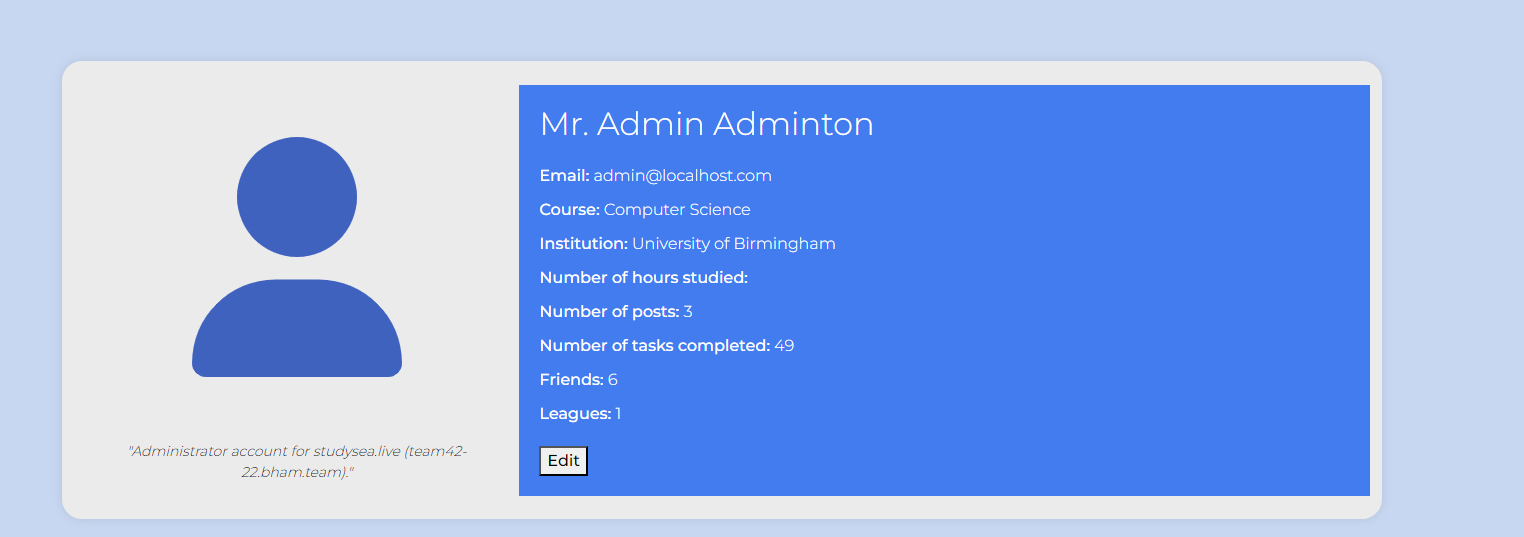 Mr. Admin Adminton
Email: admin@localhost.com
Course: Computer Science
Institution: University of Birmingham
Number of hours studied:
Number of posts: 3
Number of tasks completed: 49
Friends: 6
Leagues: 1
Edit
"Administrator account for studysea.live (team42-
22.bham.team)."